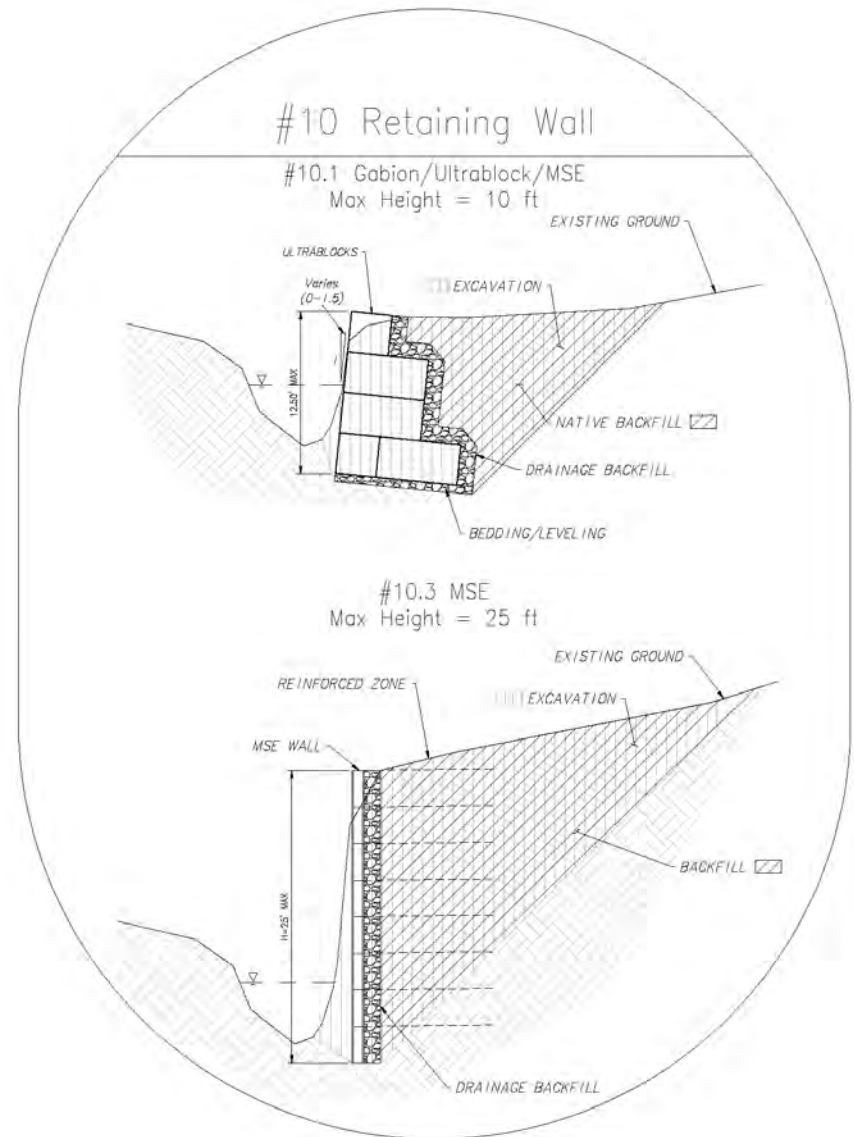 #10 Retaining Wall
#10.1 Gabion/Ultrablock/MSE
Max Height = 10 ft
EXISTING GROUND
ULTRABLOCKS
Varies
(0-1.5)
EXCAVATION
12.50' MAX
NATIVE BACKFILL
DRAINAGE BACKFILL
BEDDING/LEVELING
#10.3 MSE
Max Height = 25 ft
EXISTING GROUND
REINFORCED ZONE
EXCAVATION
MSE WALL
BACKFILL
H=25' MAX
DRAINAGE BACKFILL